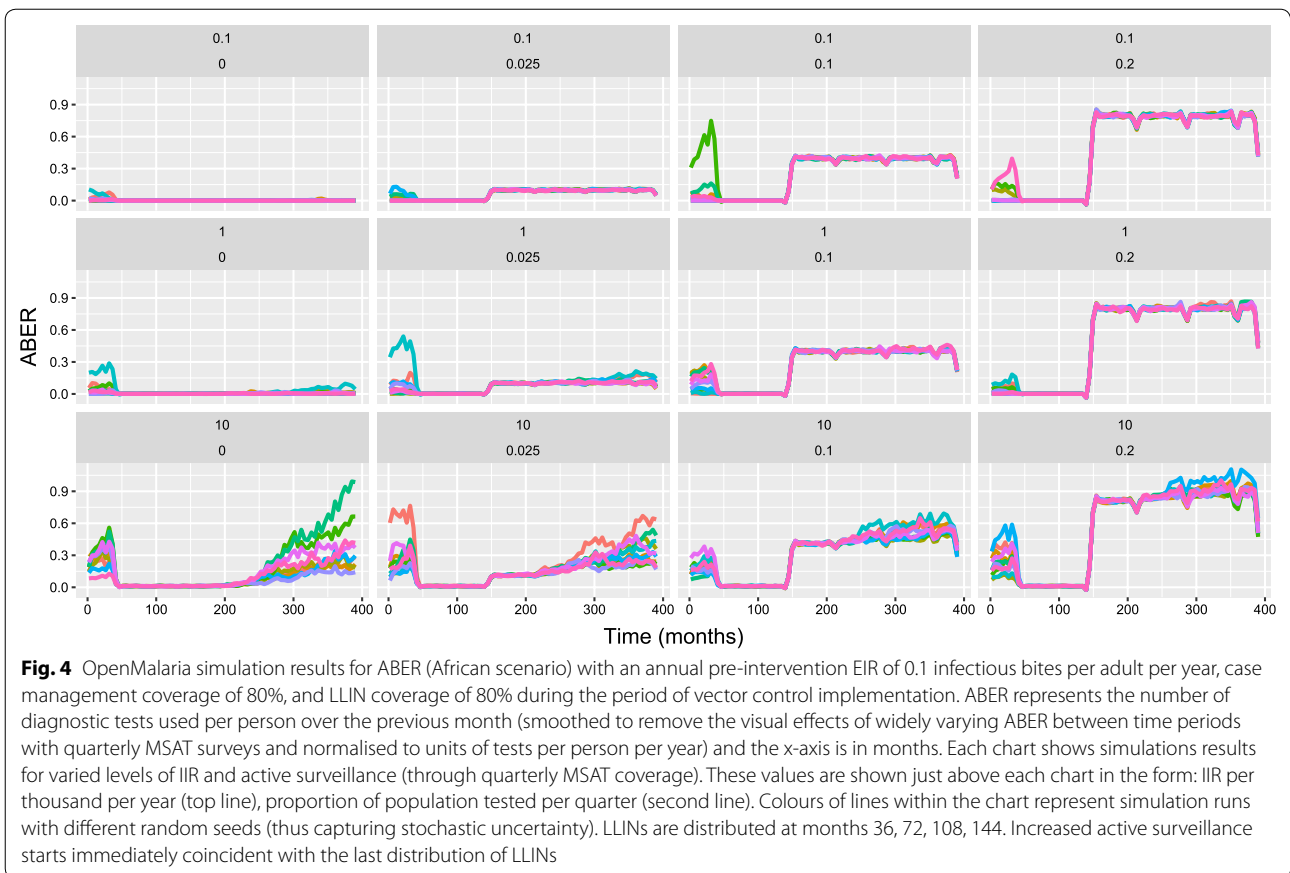 0.1 0.1 0.1 0.1
0 0.025 0.1 0.2
0.9
0.6
0.3
0.0
1 1 1 1
0 0.025 0.1 0.2
0.9
0.6
0.3
0.0
ABER
10 10 10 10
0 0.025 0.1 0.2
0.9
0.6
0.3
0.0
0 100 200 300 400 0 100 200 300 400 0 100 200 300 400 0 100 200 300 400
Time (months)
Fig. 4 OpenMalaria simulation results for ABER (African scenario) with an annual pre-intervention EIR of 0.1 infectious bites per adult per year, case
management coverage of 80%, and LLIN coverage of 80% during the period of vector control implementation. ABER represents the number of
diagnostic tests used per person over the previous month (smoothed to remove the visual effects of widely varying ABER between time periods
with quarterly MSAT surveys and normalised to units of tests per person per year) and the x-axis is in months. Each chart shows simulations results
for varied levels of IIR and active surveillance (through quarterly MSAT coverage). These values are shown just above each chart in the form: IIR per
thousand per year (top line), proportion of population tested per quarter (second line). Colours of lines within the chart represent simulation runs
with different random seeds (thus capturing stochastic uncertainty). LLINs are distributed at months 36, 72, 108, 144. Increased active surveillance
starts immediately coincident with the last distribution of LLINs